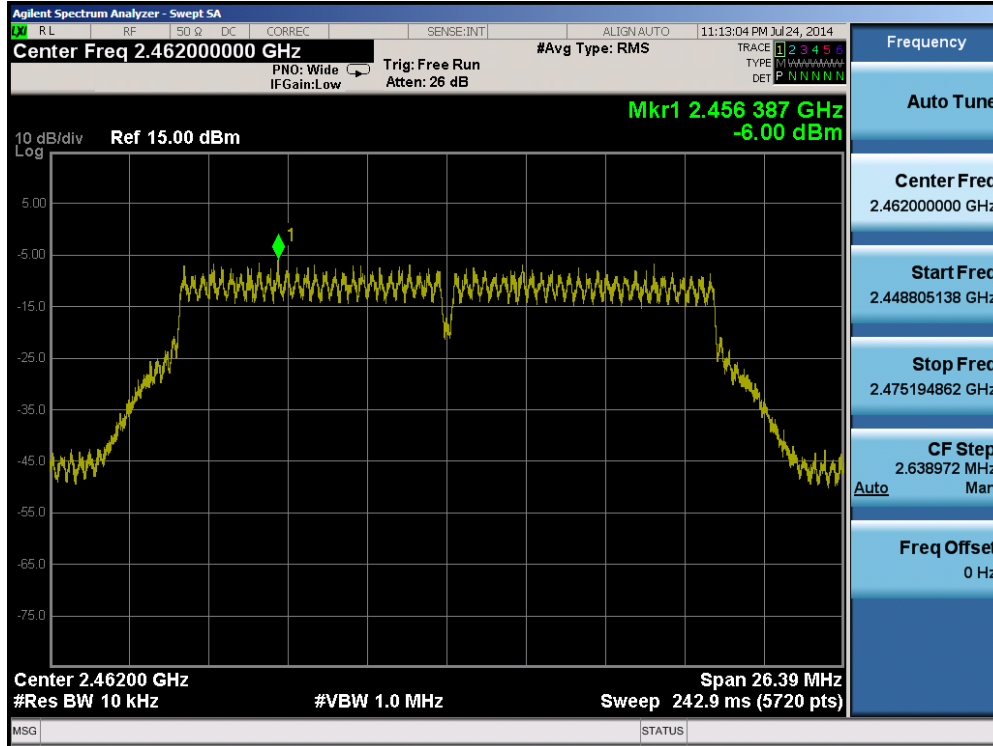 Agilent Spectrum Analyzer - Swept SA
LXI RL RF 50 Ω DC CORREC SENSE:INT ALIGN AUTO 11:13:04 PM Jul 24, 2014
Center Freq 2.462000000 GHz
PNO: Wide
IFGain:Low
Trig: Free Run
Atten: 26 dB
#Avg Type: RMS
TRACE 1 2 3 4 5 6
TYPE M
DET P N N N N N
Mkr1 2.456 387 GHz
-6.00 dBm
10 dB/div Ref 15.00 dBm
Log
5.00
-5.00
-15.0
-25.0
-35.0
-45.0
-55.0
-65.0
-75.0
1
Center 2.46200 GHz Span 26.39 MHz
#Res BW 10 kHz #VBW 1.0 MHz Sweep 242.9 ms (5720 pts)
MSG STATUS
Frequency
Auto Tune
Center Freq
2.462000000 GHz
Start Freq
2.448805138 GHz
Stop Freq
2.475194862 GHz
CF Step
2.638972 MHz
Auto Man
Freq Offset
0 Hz